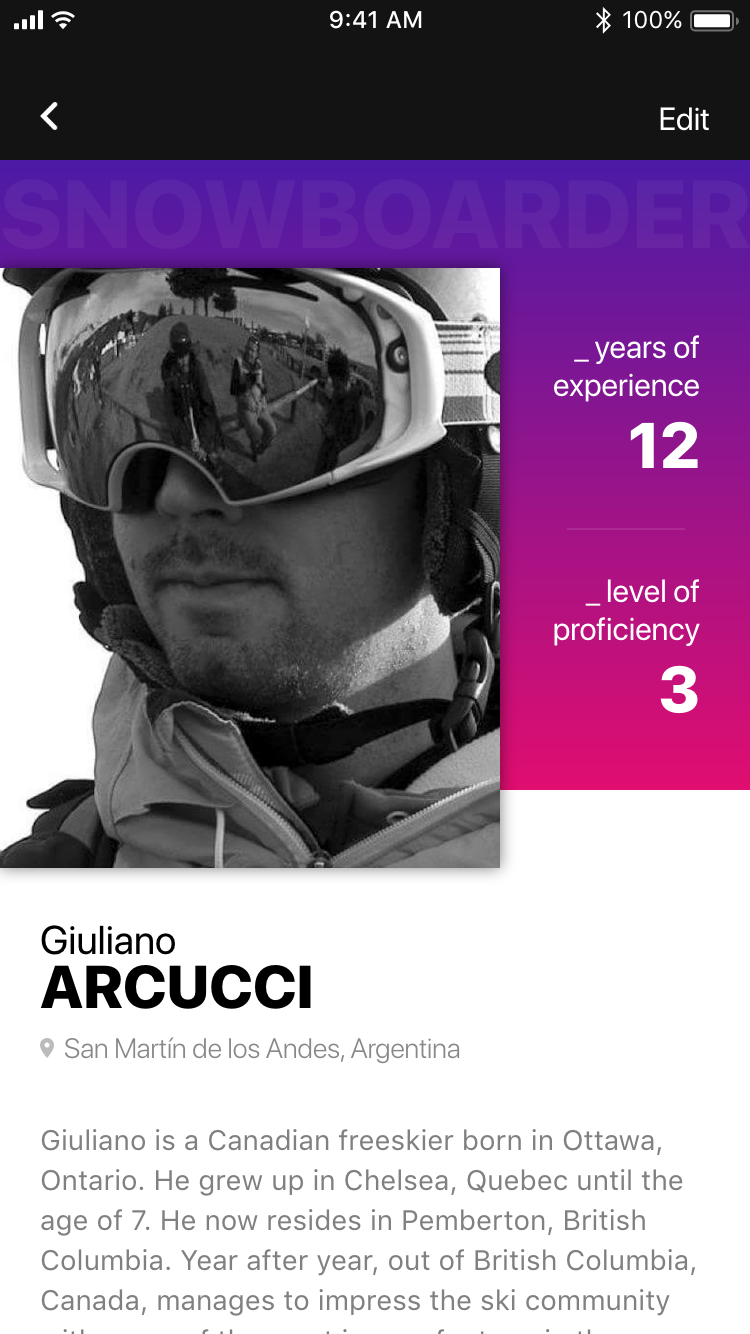 9:41 AM
100%
Edit
SNOWBOARDER
_ years of
experience
12
_ level of
proficiency
3
Giuliano
ARCUCCI
San Martín de los Andes, Argentina
Giuliano is a Canadian freeskier born in Ottawa,
Ontario. He grew up in Chelsea, Quebec until the
age of 7. He now resides in Pemberton, British
Columbia. Year after year, out of British Columbia,
Canada, manages to impress the ski community